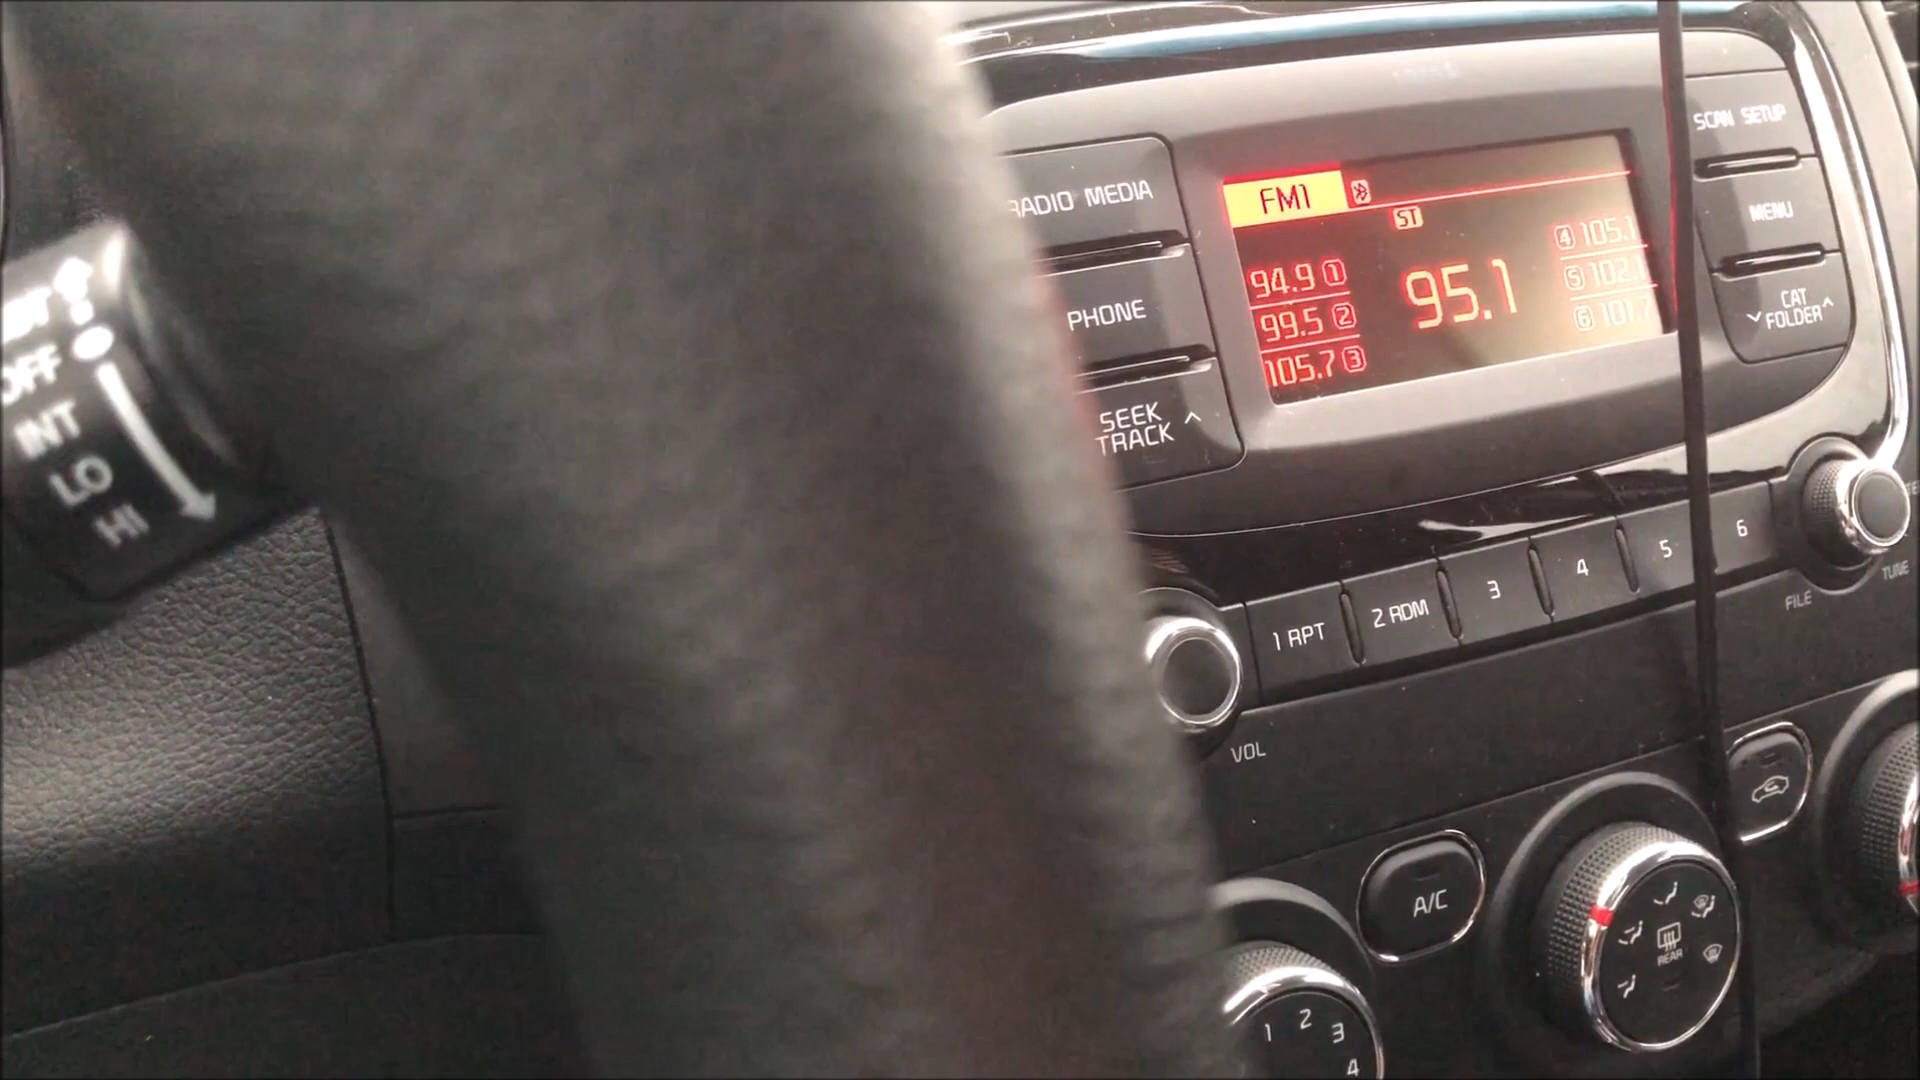 OFF
INT
LO
HI
RADIO MEDIA
PHONE
SEEK
TRACK
FM1
ST
94.9 1
99.5 2
105.7 3
95.1
4 105.1
5 102.1
6 101.7
SCAN SETUP
MENU
CAT
FOLDER
1 RPT
2 RDM
3
4
5
6
VOL
FILE
TUNE
A/C
REAR
1 2 3
4